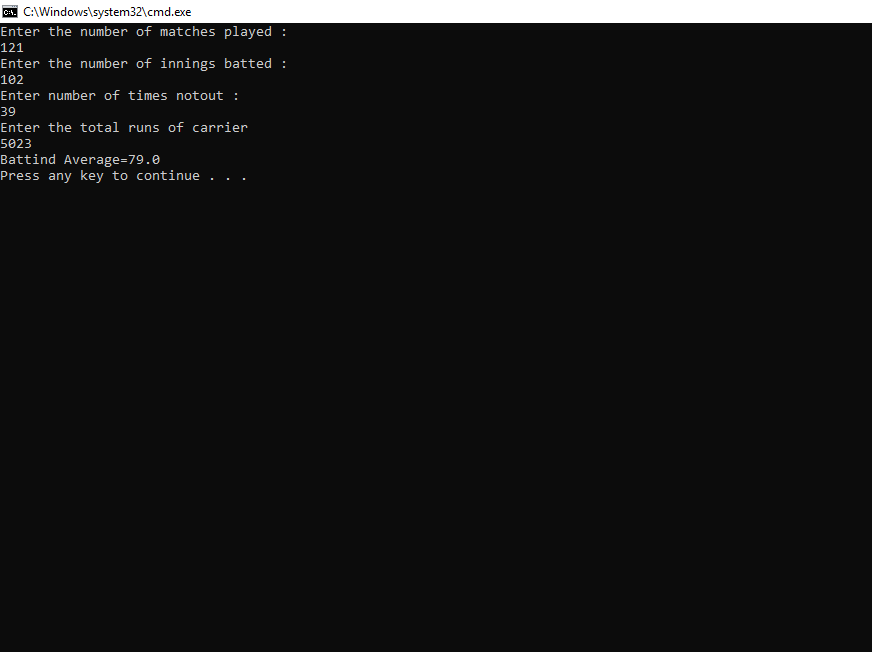 C:\Windows\system32\cmd.exe
Enter the number of matches played :
121
Enter the number of innings batted :
102
Enter number of times notout :
39
Enter the total runs of carrier
5023
Battind Average=79.0
Press any key to continue . . .